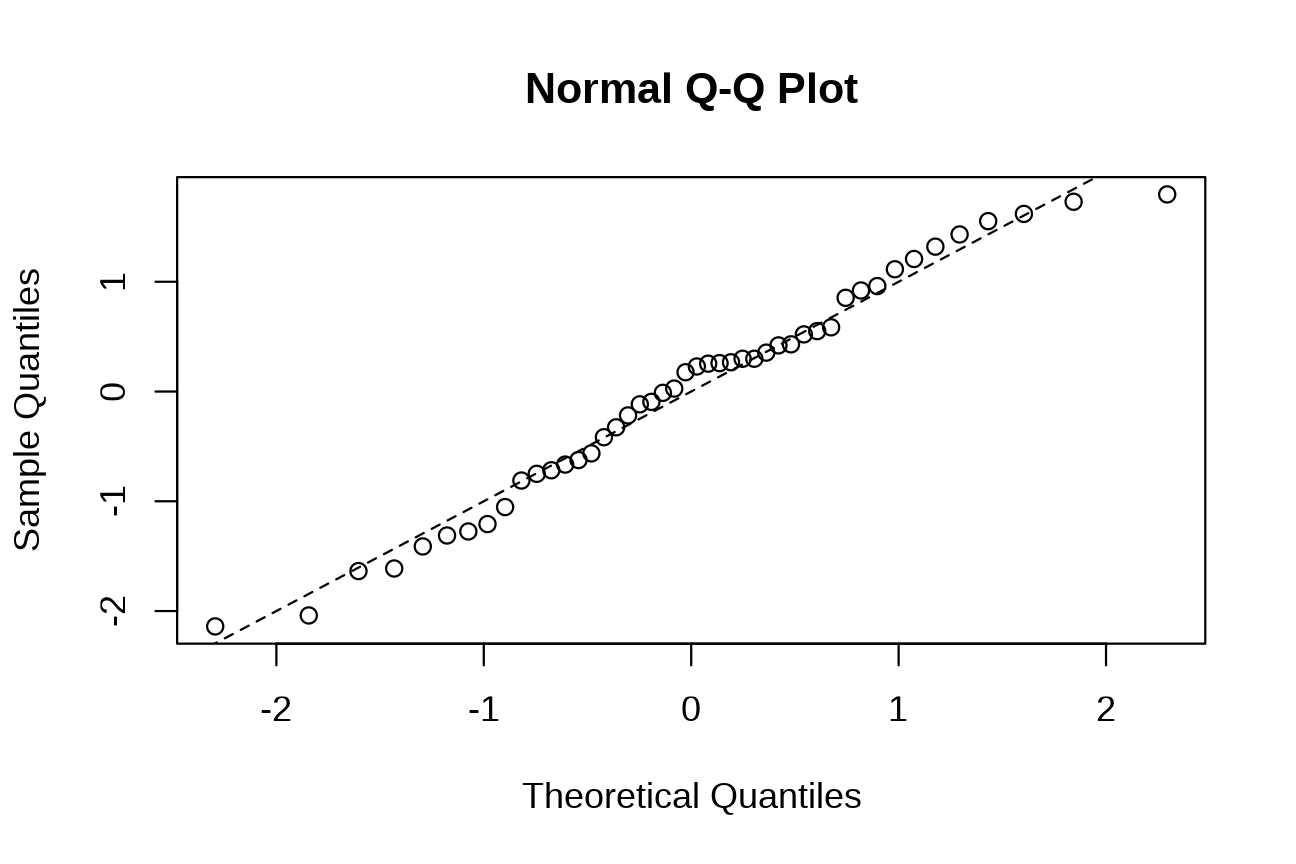 Normal Q-Q Plot
Sample Quantiles
1
0
-1
-2
-2 -1 0 1 2
Theoretical Quantiles